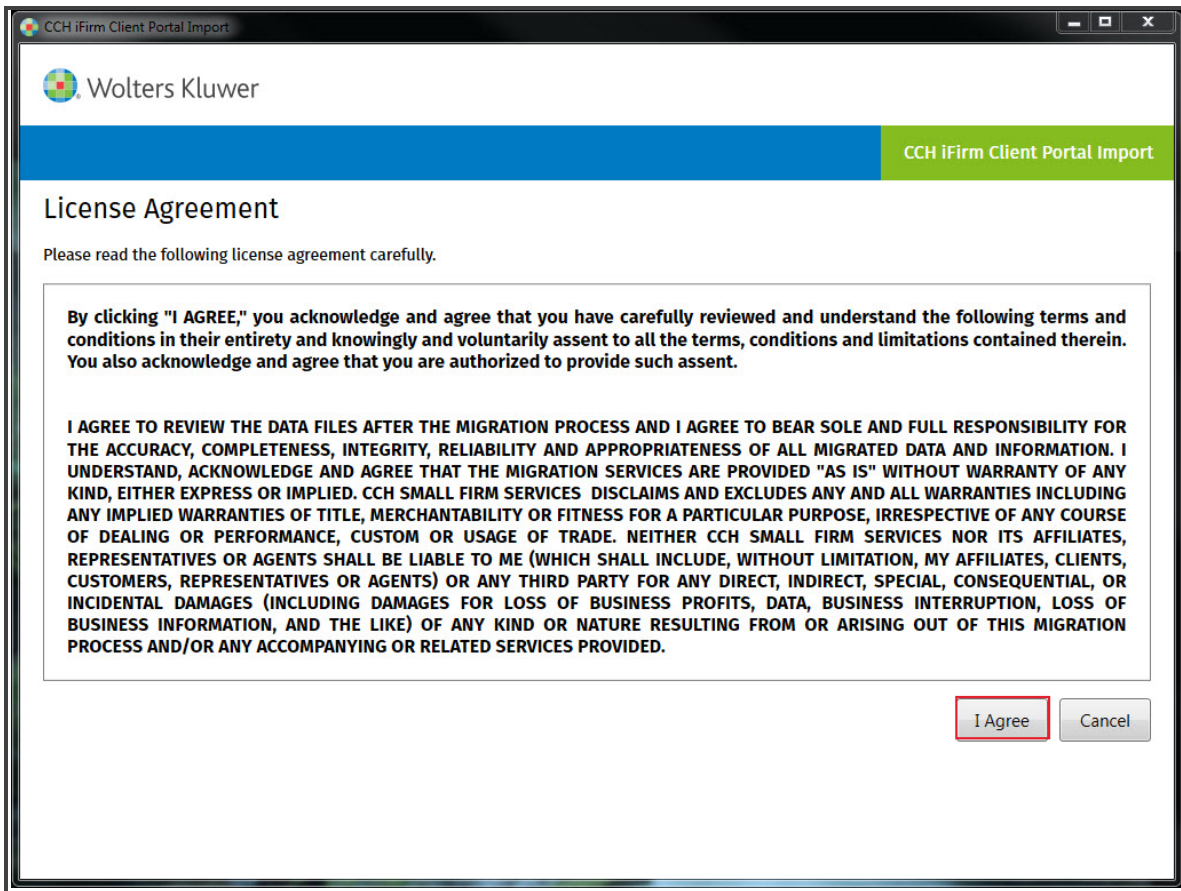 CCH iFirm Client Portal Import
Wolters Kluwer
CCH iFirm Client Portal Import
License Agreement
Please read the following license agreement carefully.
By clicking "I AGREE," you acknowledge and agree that you have carefully reviewed and understand the following terms and
conditions in their entirety and knowingly and voluntarily assent to all the terms, conditions and limitations contained therein.
You also acknowledge and agree that you are authorized to provide such assent.
I AGREE TO REVIEW THE DATA FILES AFTER THE MIGRATION PROCESS AND I AGREE TO BEAR SOLE AND FULL RESPONSIBILITY FOR
THE ACCURACY, COMPLETENESS, INTEGRITY, RELIABILITY AND APPROPRIATENESS OF ALL MIGRATED DATA AND INFORMATION. I
UNDERSTAND, ACKNOWLEDGE AND AGREE THAT THE MIGRATION SERVICES ARE PROVIDED "AS IS" WITHOUT WARRANTY OF ANY
KIND, EITHER EXPRESS OR IMPLIED. CCH SMALL FIRM SERVICES DISCLAIMS AND EXCLUDES ANY AND ALL WARRANTIES INCLUDING
ANY IMPLIED WARRANTIES OF TITLE, MERCHANTABILITY OR FITNESS FOR A PARTICULAR PURPOSE, IRRESPECTIVE OF ANY COURSE
OF DEALING OR PERFORMANCE, CUSTOM OR USAGE OF TRADE. NEITHER CCH SMALL FIRM SERVICES NOR ITS AFFILIATES,
REPRESENTATIVES OR AGENTS SHALL BE LIABLE TO ME (WHICH SHALL INCLUDE, WITHOUT LIMITATION, MY AFFILIATES, CLIENTS,
CUSTOMERS, REPRESENTATIVES OR AGENTS) OR ANY THIRD PARTY FOR ANY DIRECT, INDIRECT, SPECIAL, CONSEQUENTIAL, OR
INCIDENTAL DAMAGES (INCLUDING DAMAGES FOR LOSS OF BUSINESS PROFITS, DATA, BUSINESS INTERRUPTION, LOSS OF
BUSINESS INFORMATION, AND THE LIKE) OF ANY KIND OR NATURE RESULTING FROM OR ARISING OUT OF THIS MIGRATION
PROCESS AND/OR ANY ACCOMPANYING OR RELATED SERVICES PROVIDED.
I Agree Cancel